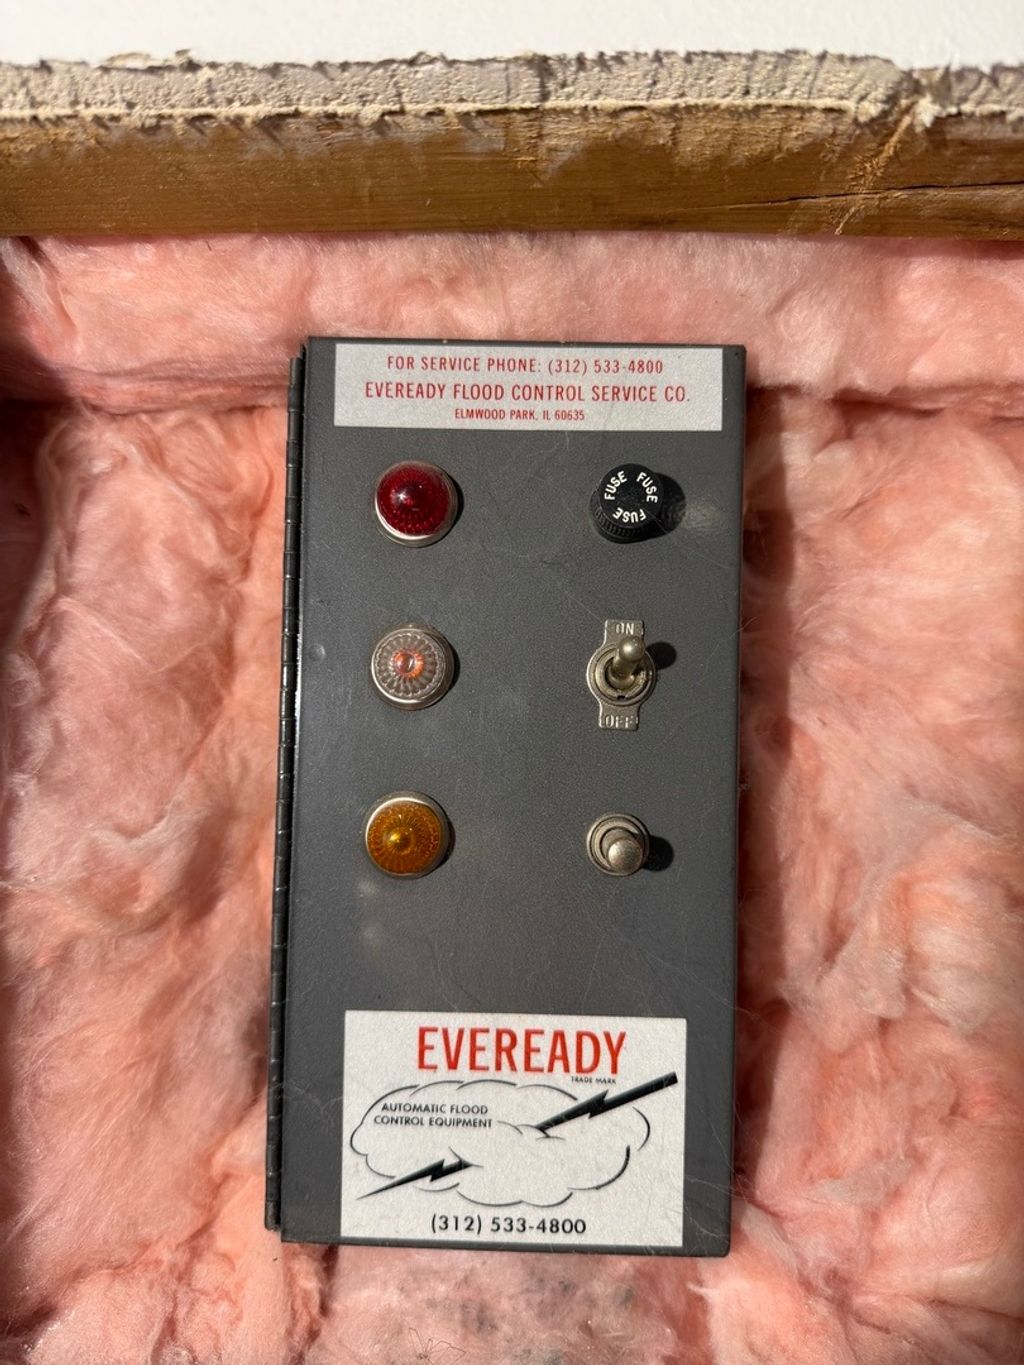 FOR SERVICE PHONE: (312) 533-4800
EVEREADY FLOOD CONTROL SERVICE CO.
ELMWOOD PARK, IL 60635
FUSE FUSE FUSE
ON
OFF
EVEREADY
TRADE MARK
AUTOMATIC FLOOD
CONTROL EQUIPMENT
(312) 533-4800